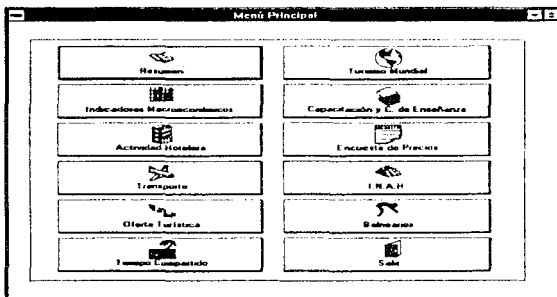 Menú Principal
Resumen
Turismo Mundial
Indicadores Macroeconómicos
Capacitación y C. de Enseñanza
Actividad Hotelera
Encuesta de Precios
Transporte
I.N.A.H
Oferta Turística
Balnearios
Tiempo Compartido
Salir